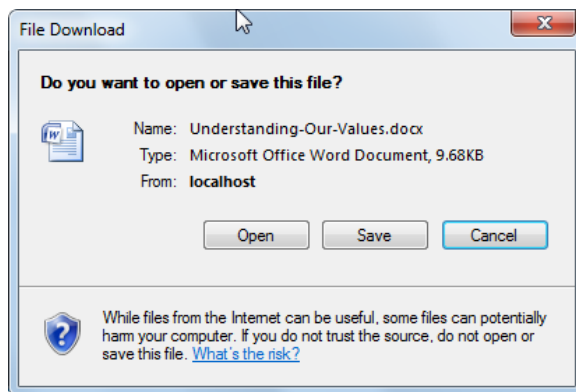 File Download
Do you want to open or save this file?
Name: Understanding-Our-Values.docx
Type: Microsoft Office Word Document, 9.68KB
From: localhost
Open Save Cancel
While files from the Internet can be useful, some files can potentially
harm your computer. If you do not trust the source, do not open or
save this file. What's the risk?